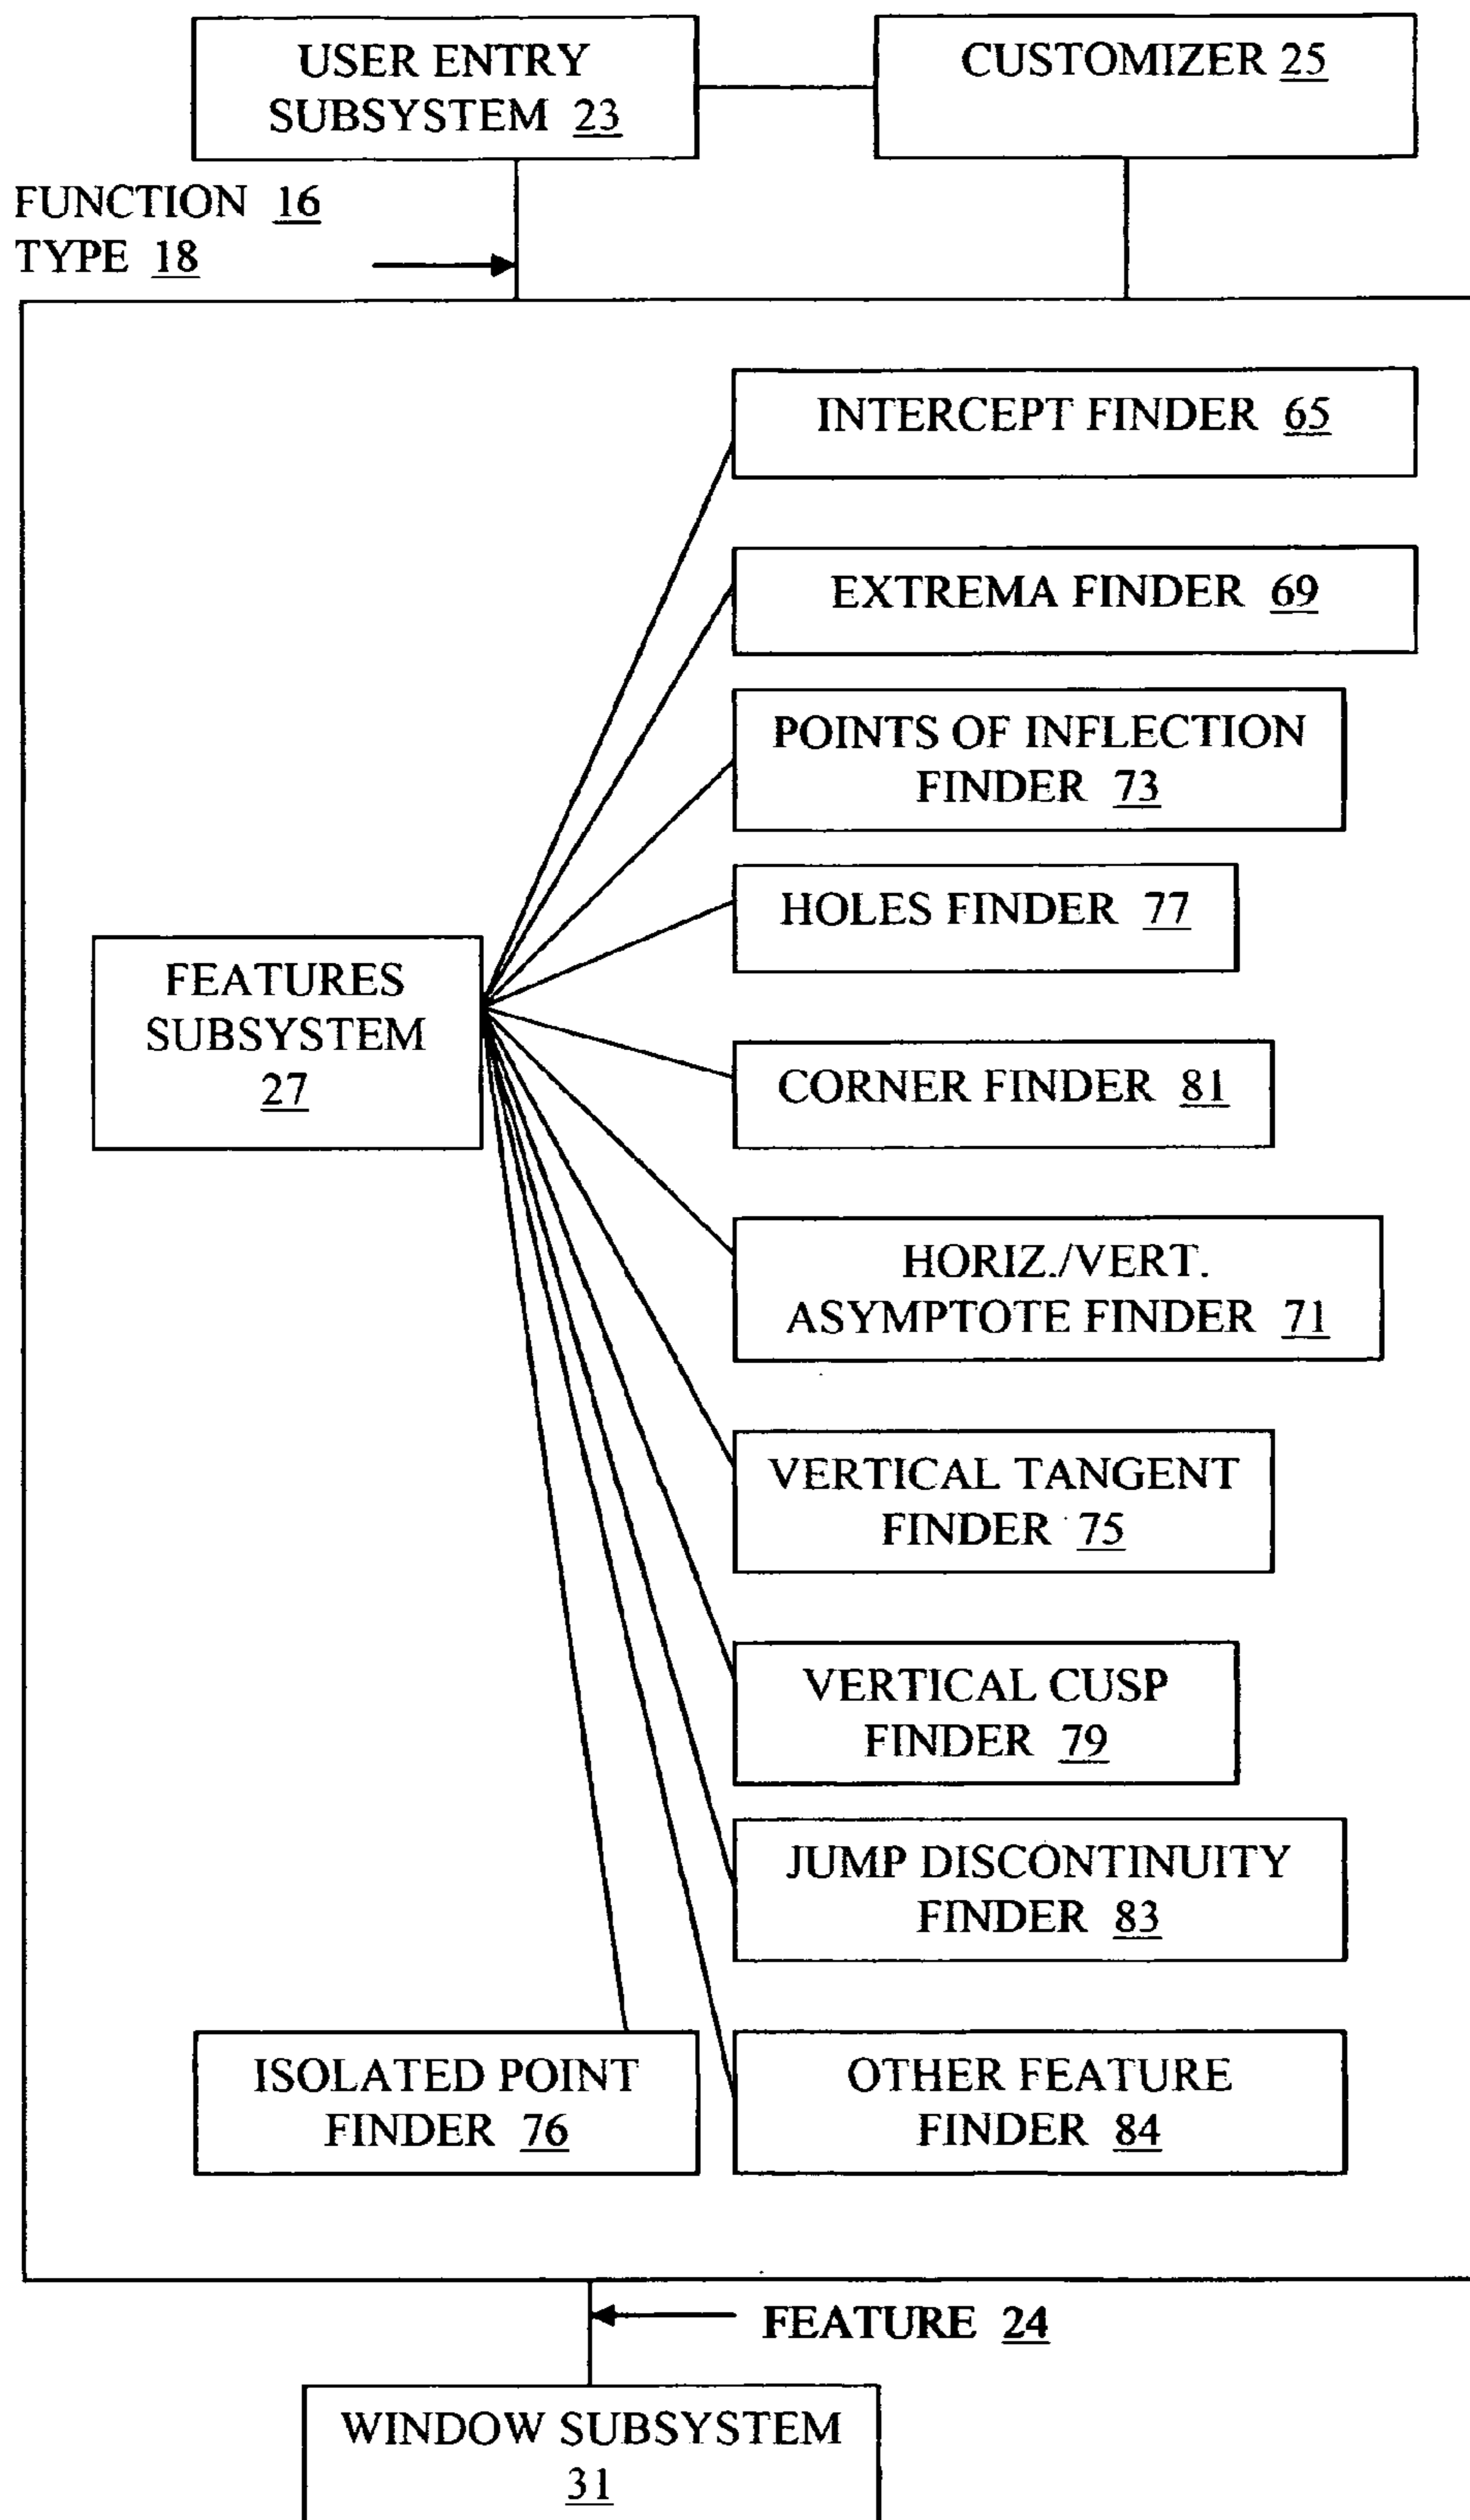 USER ENTRY
SUBSYSTEM 23
CUSTOMIZER 25
FUNCTION 16
TYPE 18
INTERCEPT FINDER 65
EXTREMA FINDER 69
POINTS OF INFLECTION
FINDER 73
HOLES FINDER 77
FEATURES
SUBSYSTEM
27
CORNER FINDER 81
HORIZ./VERT.
ASYMPTOTE FINDER 71
VERTICAL TANGENT
FINDER 75
VERTICAL CUSP
FINDER 79
JUMP DISCONTINUITY
FINDER 83
ISOLATED POINT
FINDER 76
OTHER FEATURE
FINDER 84
FEATURE 24
WINDOW SUBSYSTEM
31